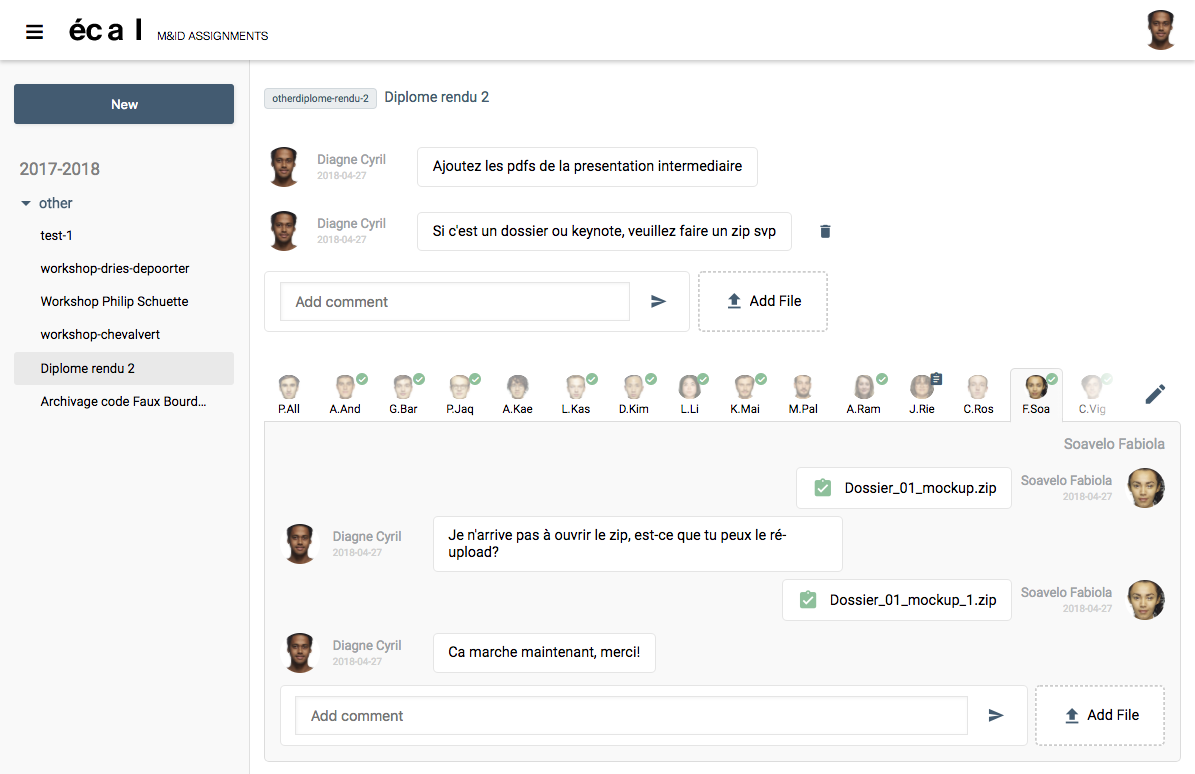 écal M&ID ASSIGNMENTS
New
2017-2018
other
test-1
workshop-dries-depoorter
Workshop Philip Schuette
workshop-chevalvert
Diplome rendu 2
Archivage code Faux Bourd...
otherdiplome-rendu-2 Diplome rendu 2
Diagne Cyril
2018-04-27
Ajoutez les pdfs de la presentation intermediaire
Diagne Cyril
2018-04-27
Si c'est un dossier ou keynote, veuillez faire un zip svp
Add comment
Add File
P.All A.And G.Bar P.Jaq A.Kae L.Kas D.Kim L.Li K.Mai M.Pal A.Ram J.Rie C.Ros F.Soa C.Vig
Soavelo Fabiola
Dossier_01_mockup.zip
Soavelo Fabiola
2018-04-27
Diagne Cyril
2018-04-27
Je n'arrive pas à ouvrir le zip, est-ce que tu peux le ré-
upload?
Dossier_01_mockup_1.zip
Soavelo Fabiola
2018-04-27
Diagne Cyril
2018-04-27
Ca marche maintenant, merci!
Add comment
Add File